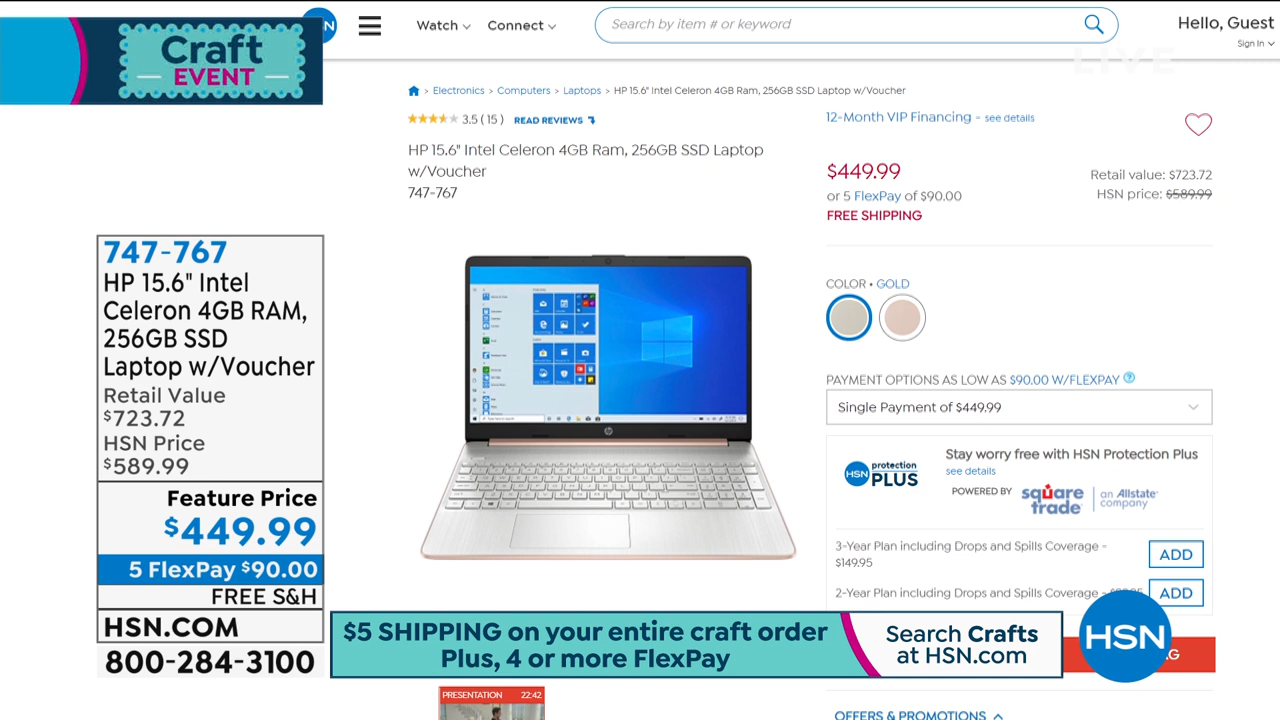 Craft
EVENT
Watch
Connect
Search by item # or keyword
Hello, Guest
Sign In
LIVE
Electronics > Computers > Laptops > HP 15.6" Intel Celeron 4GB Ram, 256GB SSD Laptop w/Voucher
3.5 ( 15 ) READ REVIEWS
HP 15.6" Intel Celeron 4GB Ram, 256GB SSD Laptop
w/Voucher
747-767
12-Month VIP Financing - see details
$449.99
or 5 FlexPay of $90.00
FREE SHIPPING
Retail value: $723.72
HSN price: $589.99
COLOR • GOLD
PAYMENT OPTIONS AS LOW AS $90.00 W/FLEXPAY ?
Single Payment of $449.99
HSN protection PLUS
Stay worry free with HSN Protection Plus
see details
POWERED BY square trade an Allstate company
3-Year Plan including Drops and Spills Coverage -
$149.95
ADD
2-Year Plan including Drops and Spills Coverage -
ADD
747-767
HP 15.6" Intel
Celeron 4GB RAM,
256GB SSD
Laptop w/Voucher
Retail Value
$723.72
HSN Price
$589.99
Feature Price
$449.99
5 FlexPay $90.00
FREE S&H
HSN.COM
800-284-3100
hp
$5 SHIPPING on your entire craft order
Plus, 4 or more FlexPay
Search Crafts
at HSN.com
HSN
PRESENTATION 22:42
OFFERS & PROMOTIONS